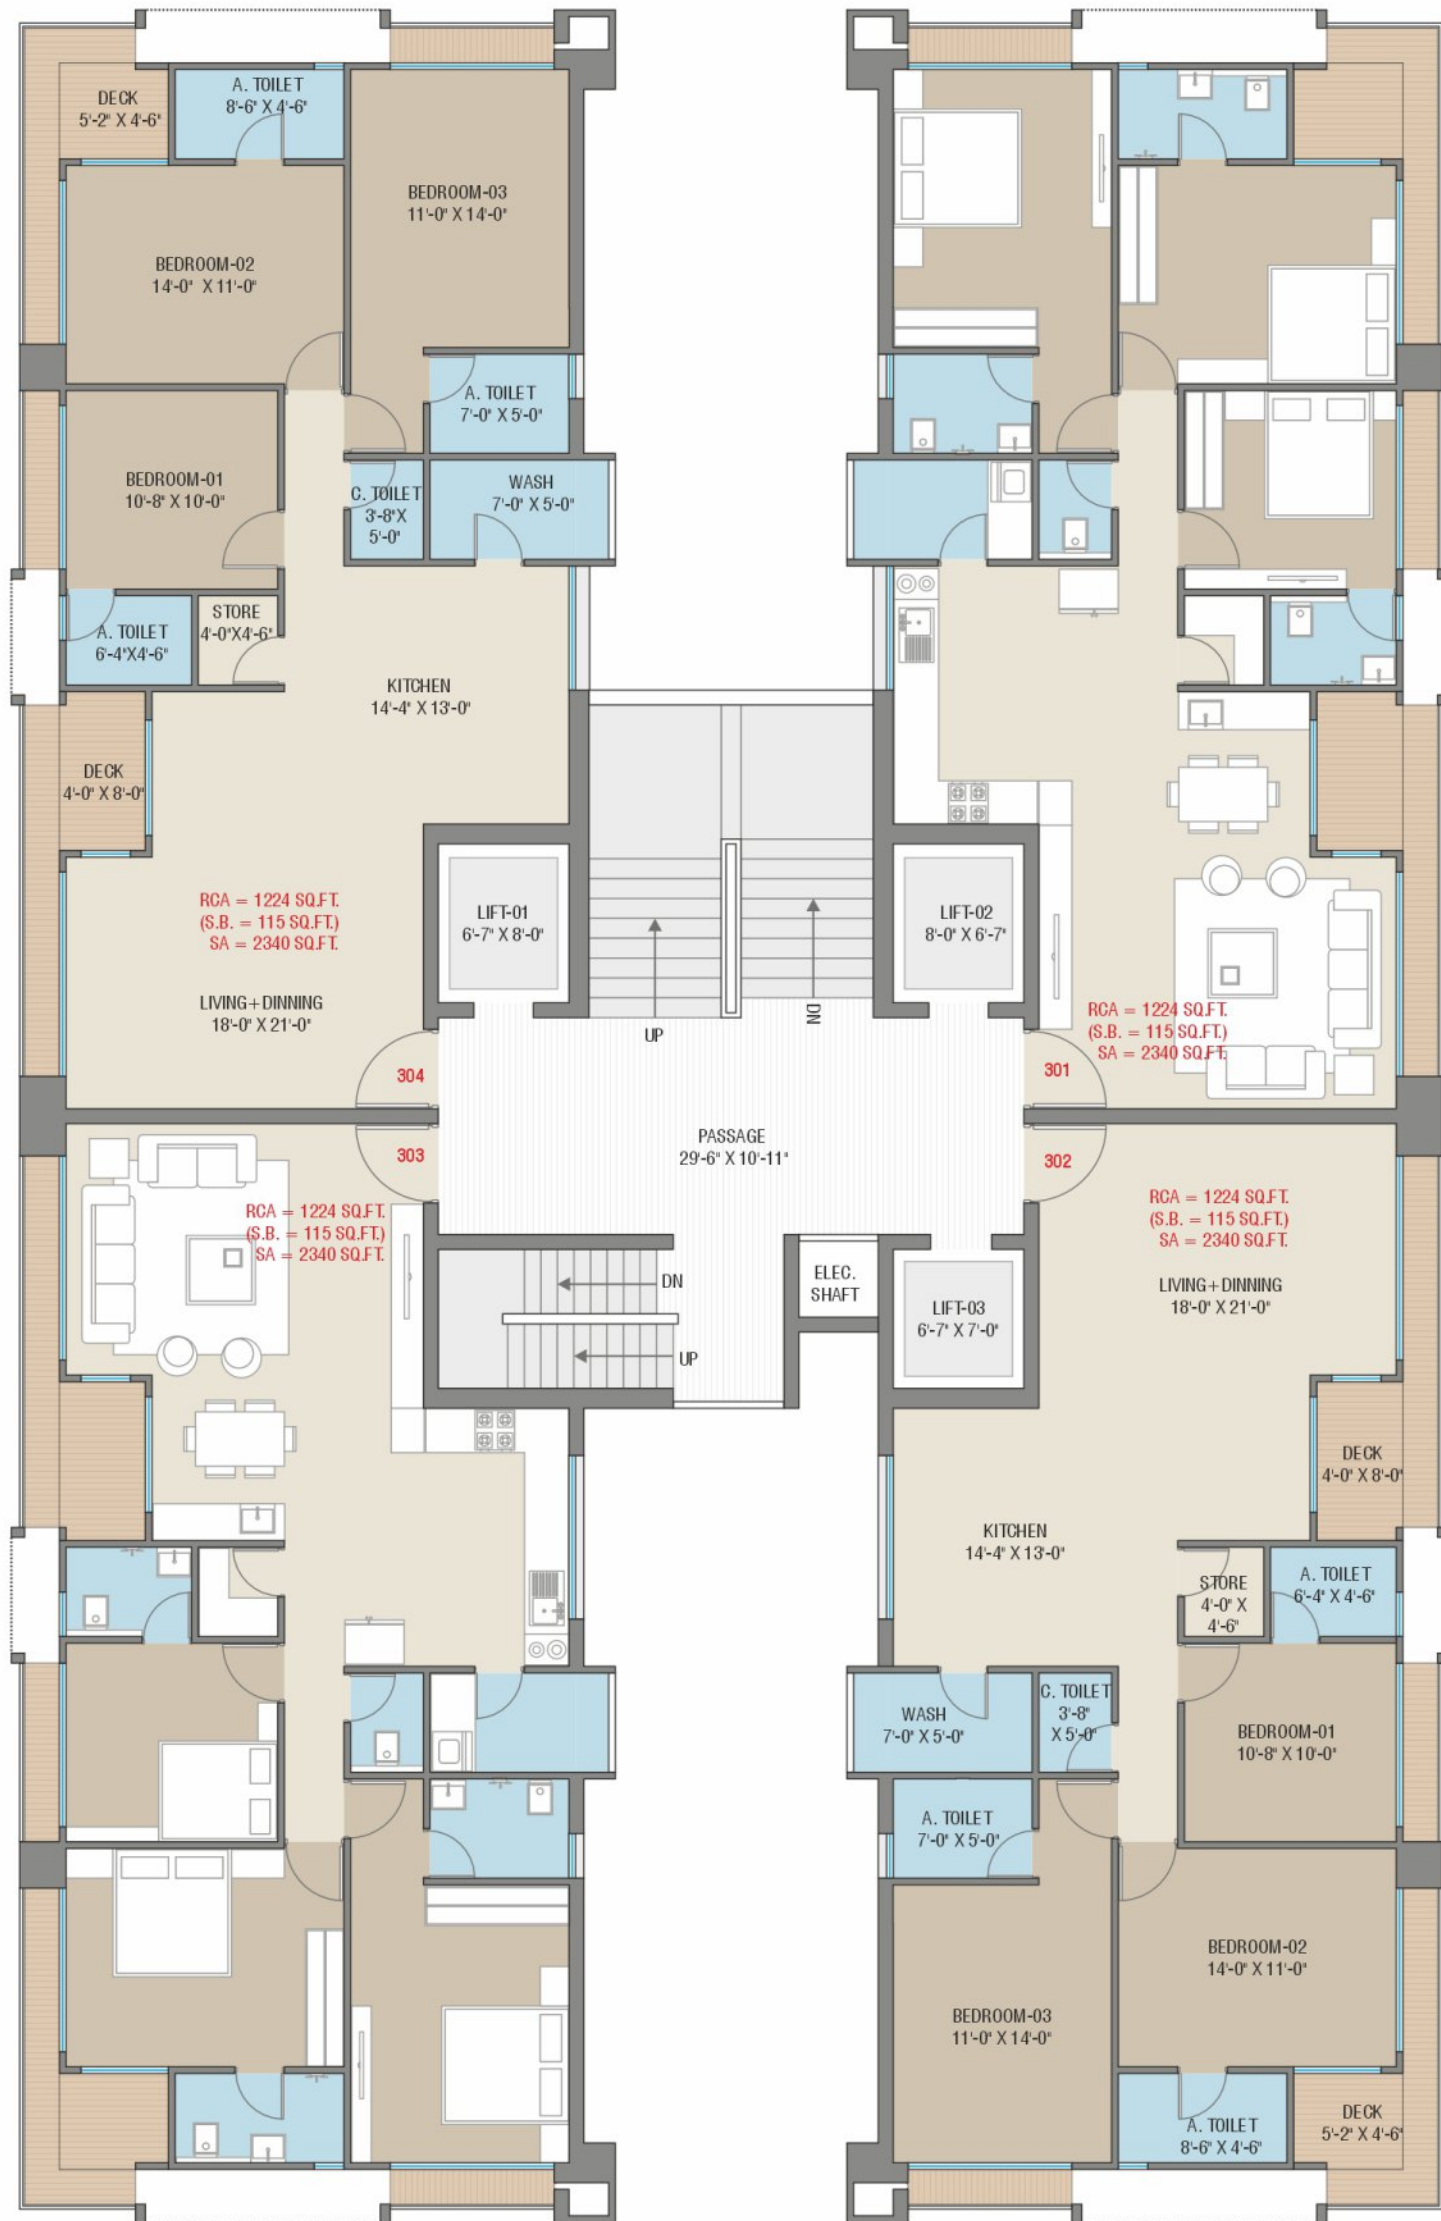 DECK
5'-2" X 4'-6"
A. TOILET
8'-6" X 4'-6"
BEDROOM-03
11'-0" X 14'-0"
BEDROOM-02
14'-0" X 11'-0"
A. TOILET
7'-0" X 5'-0"
BEDROOM-01
10'-8" X 10'-0"
C. TOILET
3'-8"X
5'-0"
WASH
7'-0" X 5'-0"
A. TOILET
6'-4"X4'-6"
STORE
4'-0"X4'-6"
KITCHEN
14'-4" X 13'-0"
DECK
4'-0" X 8'-0"
RCA = 1224 SQ.FT.
(S.B. = 115 SQ.FT.)
SA = 2340 SQ.FT.
LIVING+DINNING
18'-0" X 21'-0"
LIFT-01
6'-7" X 8'-0"
UP
DN
LIFT-02
8'-0" X 6'-7"
RCA = 1224 SQ.FT.
(S.B. = 115 SQ.FT.)
SA = 2340 SQ.FT.
304
301
PASSAGE
29'-6" X 10'-11"
303
302
RCA = 1224 SQ.FT.
(S.B. = 115 SQ.FT.)
SA = 2340 SQ.FT.
RCA = 1224 SQ.FT.
(S.B. = 115 SQ.FT.)
SA = 2340 SQ.FT.
LIVING+DINNING
18'-0" X 21'-0"
DN
UP
ELEC.
SHAFT
LIFT-03
6'-7" X 7'-0"
DECK
4'-0" X 8'-0"
KITCHEN
14'-4" X 13'-0"
STORE
4'-0" X
4'-6"
A. TOILET
6'-4" X 4'-6"
WASH
7'-0" X 5'-0"
C. TOILET
3'-8"
X 5'-0"
BEDROOM-01
10'-8" X 10'-0"
A. TOILET
7'-0" X 5'-0"
BEDROOM-02
14'-0" X 11'-0"
BEDROOM-03
11'-0" X 14'-0"
A. TOILET
8'-6" X 4'-6"
DECK
5'-2" X 4'-6"